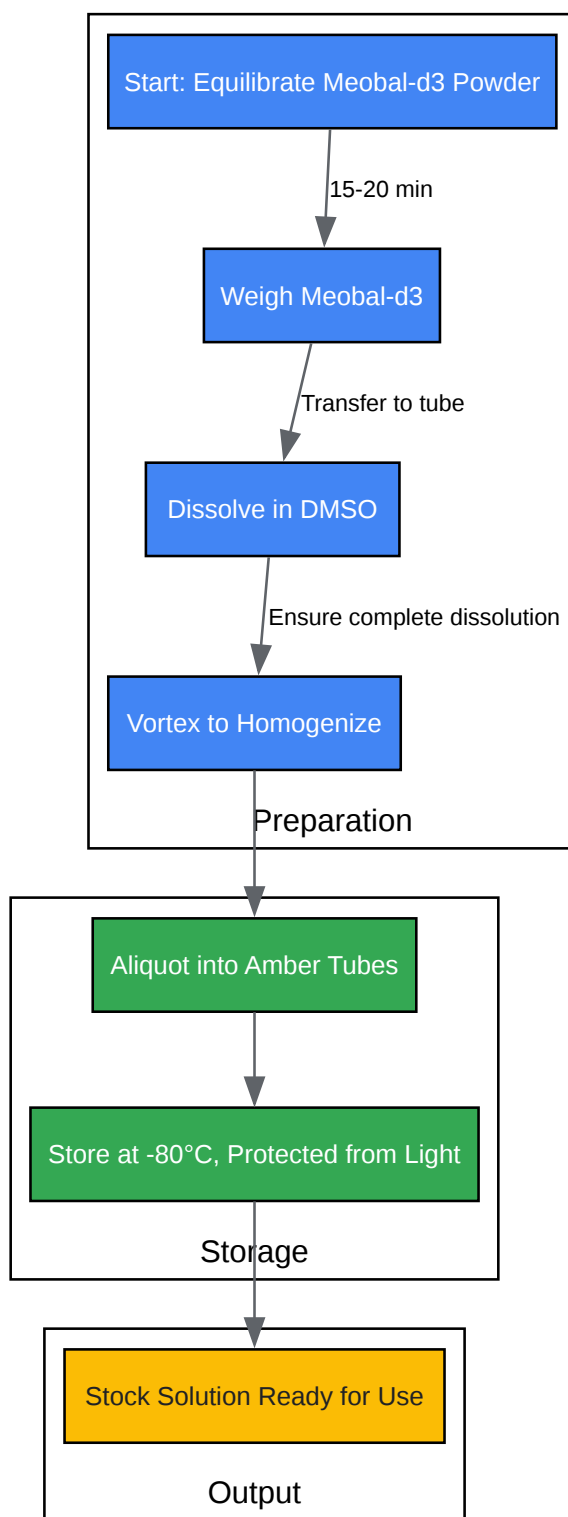 Start: Equilibrate Meobal-d3 Powder
15-20 min
Weigh Meobal-d3
Transfer to tube
Dissolve in DMSO
Ensure complete dissolution
Vortex to Homogenize
Preparation
Aliquot into Amber Tubes
Store at -80°C, Protected from Light
Storage
Stock Solution Ready for Use
Output